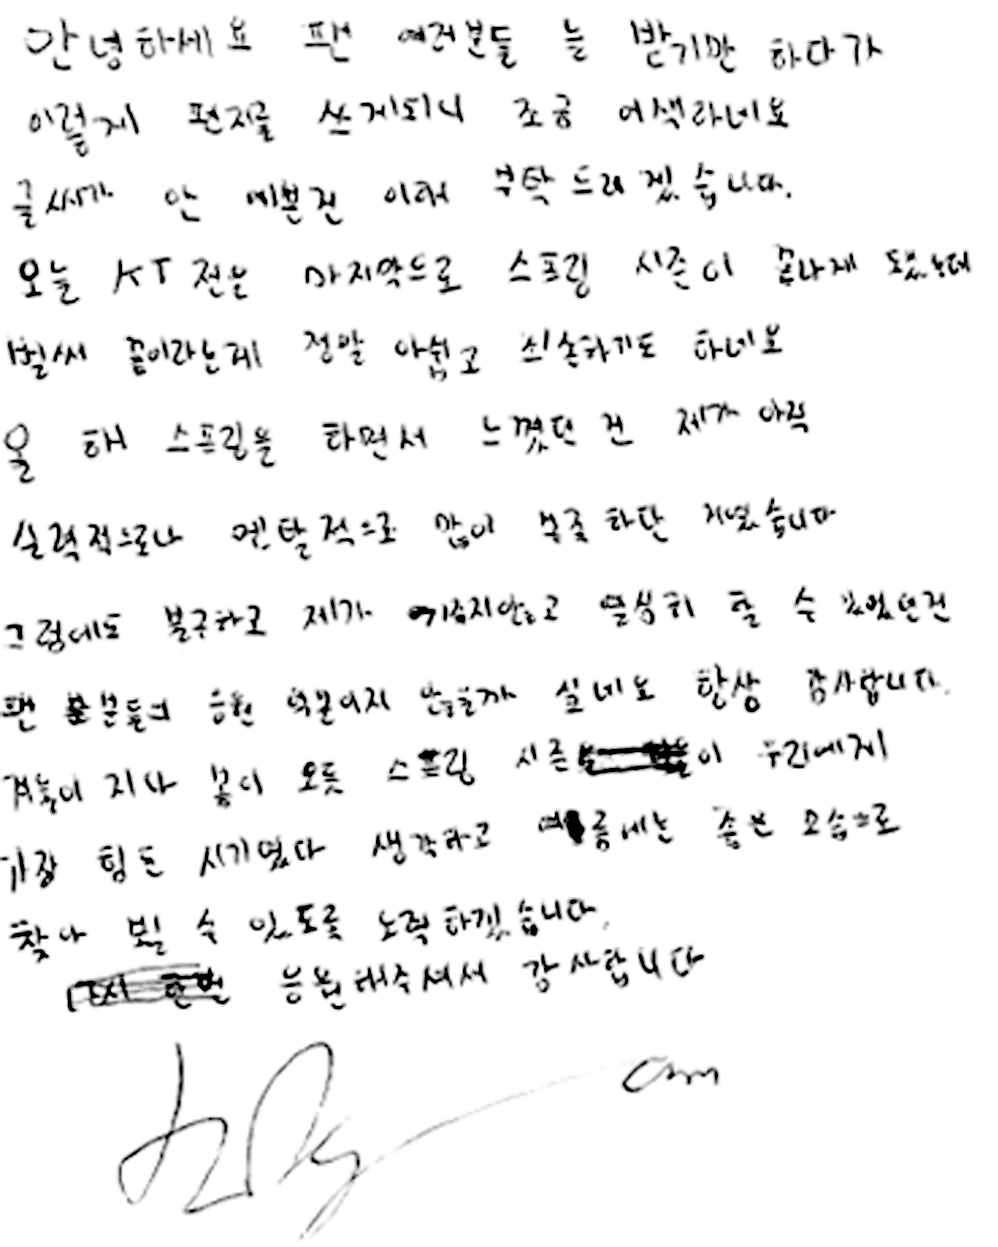 안녕하세요 팬 여러분들 늘 받기만 하다가
이렇게 편지를 쓰게되니 조금 어색하네요
글씨가 안 예쁜건 이해 부탁드리겠습니다.
오늘 KT전을 마지막으로 스프링 시즌이 끝나게 됐는데
벌써 끝이라는게 정말 아쉽고 씁슬하기도 하네요
올 해 스프링을 하면서 느꼈던 건 제가 아직
실력적으로나 멘탈적으로 많이 부족하단 거였습니다
그럼에도 불구하고 제가 포기하지않고 열심히 할 수 있었던건
팬 분들의 응원 덕분이지 않을까 싶네요 항상 감사합니다.
겨울이 지나 봄이 오듯 스프링 시즌이 우리에게
가장 힘든 시기였다 생각하고 여름에는 좋은 모습으로
찾아 뵐 수 있도록 노력하겠습니다.
응원해주셔서 감사합니다